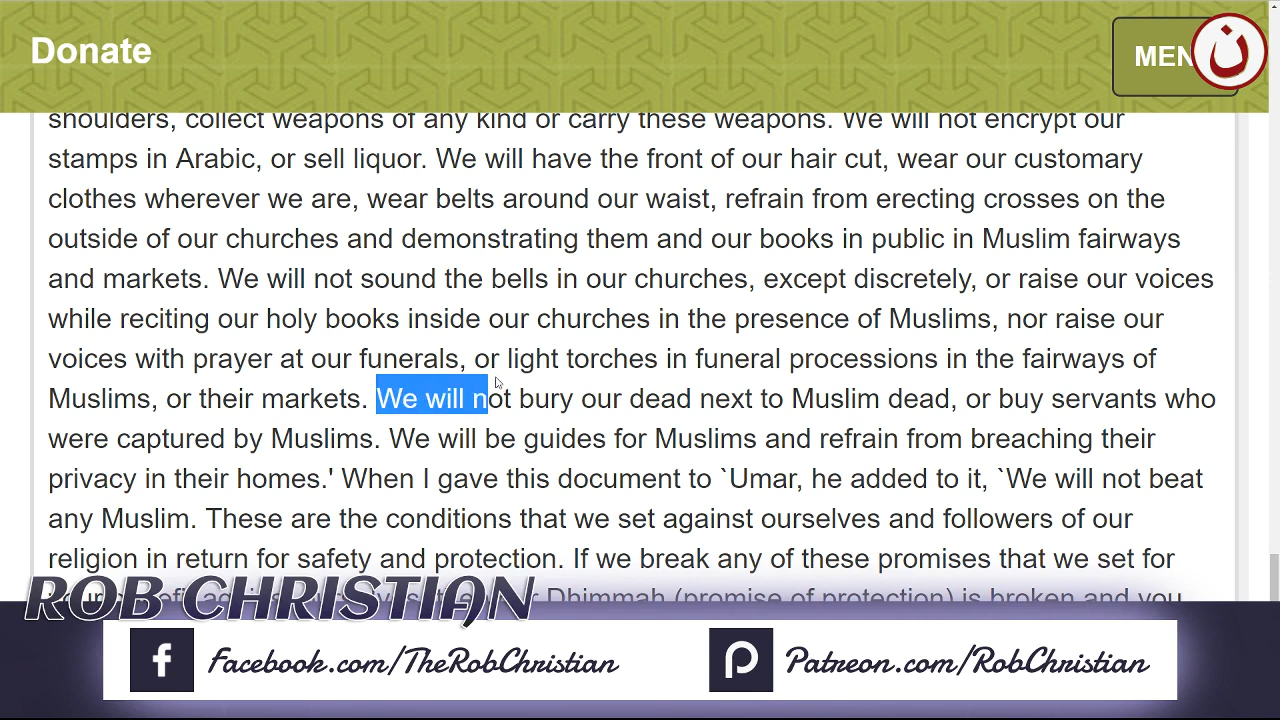 Donate
MEN
ن
shoulders, collect weapons of any kind or carry these weapons. We will not encrypt our
stamps in Arabic, or sell liquor. We will have the front of our hair cut, wear our customary
clothes wherever we are, wear belts around our waist, refrain from erecting crosses on the
outside of our churches and demonstrating them and our books in public in Muslim fairways
and markets. We will not sound the bells in our churches, except discretely, or raise our voices
while reciting our holy books inside our churches in the presence of Muslims, nor raise our
voices with prayer at our funerals, or light torches in funeral processions in the fairways of
Muslims, or their markets. We will not bury our dead next to Muslim dead, or buy servants who
were captured by Muslims. We will be guides for Muslims and refrain from breaching their
privacy in their homes.' When I gave this document to `Umar, he added to it, `We will not beat
any Muslim. These are the conditions that we set against ourselves and followers of our
religion in return for safety and protection. If we break any of these promises that we set for
Dhimmah (promise of protection) is broken and you
ROB CHRISTIAN
Facebook.com/TheRobChristian
Patreon.com/RobChristian